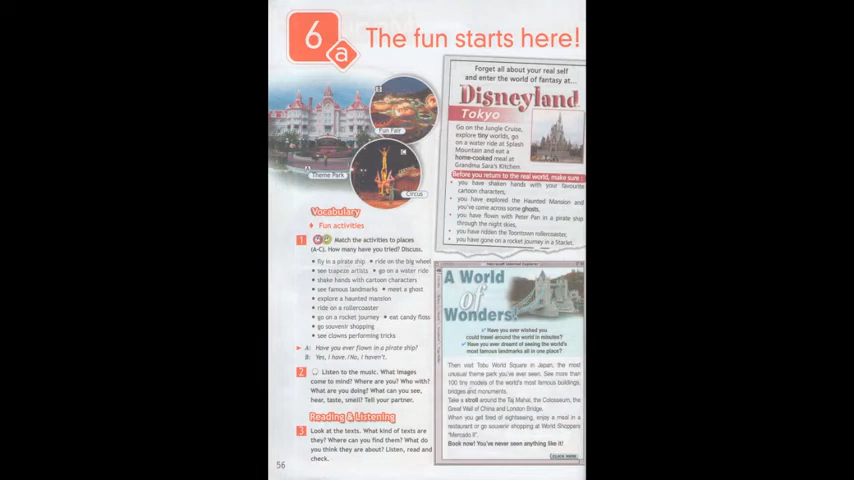 6a
The fun starts here!
Fun Fair
Theme Park
Circus
Vocabulary
Fun activities
1 Match the activities to places
(A-C). How many have you tried? Discuss.
• fly in a pirate ship • ride on the big wheel
• see trapeze artists • go on a water ride
• shake hands with cartoon characters
• see famous landmarks • meet a ghost
• explore a haunted mansion
• ride on a rollercoaster
• go on a rocket journey • eat candy floss
• go souvenir shopping
• see clowns performing tricks
A: Have you ever flown in a pirate ship?
B: Yes, I have. /No, I haven't.
2 Listen to the music. What images
come to mind? Where are you? Who with?
What are you doing? What can you see,
hear, taste, smell? Tell your partner.
Reading & Listening
3 Look at the texts. What kind of texts are
they? Where can you find them? What do
you think they are about? Listen, read and
check.
56
Forget all about your real self
and enter the world of fantasy at...
Disneyland
Tokyo
Go on the Jungle Cruise,
explore tiny worlds, go
on a water ride at Splash
Mountain and eat a
home-cooked meal at
Grandma Sara's Kitchen.
Before you return to the real world, make sure :
• you have shaken hands with your favourite
cartoon characters,
• you have explored the Haunted Mansion and
you've come across some ghosts,
• you have flown with Peter Pan in a pirate ship
through the night skies,
• you have ridden the Toontown rollercoaster,
• you have gone on a rocket journey in a StarJet.
A World
of
Wonders!
✓ Have you ever wished you
could travel around the world in minutes?
✓ Have you ever dreamt of seeing the world's
most famous landmarks all in one place?
Then visit Tobu World Square in Japan, the most
unusual theme park you've ever seen. See more than
100 tiny models of the world's most famous buildings,
bridges and monuments.
Take a stroll around the Taj Mahal, the Colosseum, the
Great Wall of China and London Bridge.
When you get tired of sightseeing, enjoy a meal in a
restaurant or go souvenir shopping at World Shoppers
"Mercado II".
Book now! You've never seen anything like it!
CLICK HERE